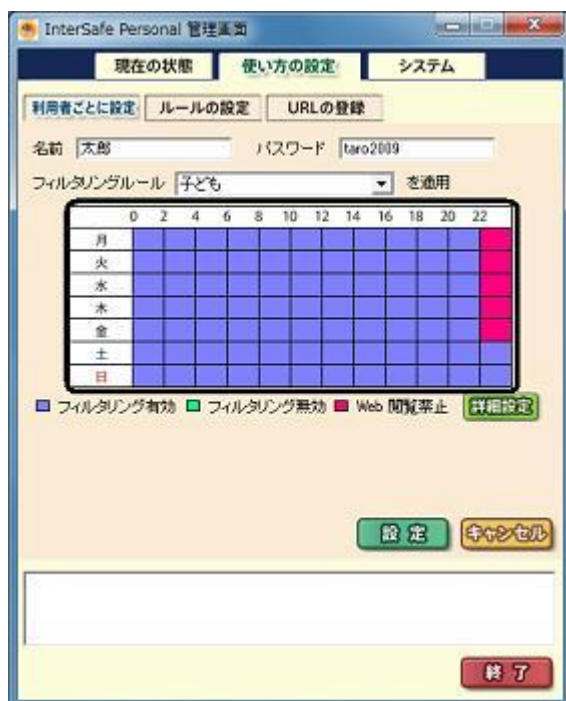 InterSafe Personal 管理画面
現在の状態 使い方の設定 システム
利用者ごとに設定 ルールの設定 URLの登録
名前 太郎 パスワード taro2009
フィルタリングルール 子ども を適用
0 2 4 6 8 10 12 14 16 18 20 22
月
火
水
木
金
土
日
フィルタリング有効 フィルタリング無効 Web 閲覧禁止 詳細設定
設 定 キャンセル
終 了